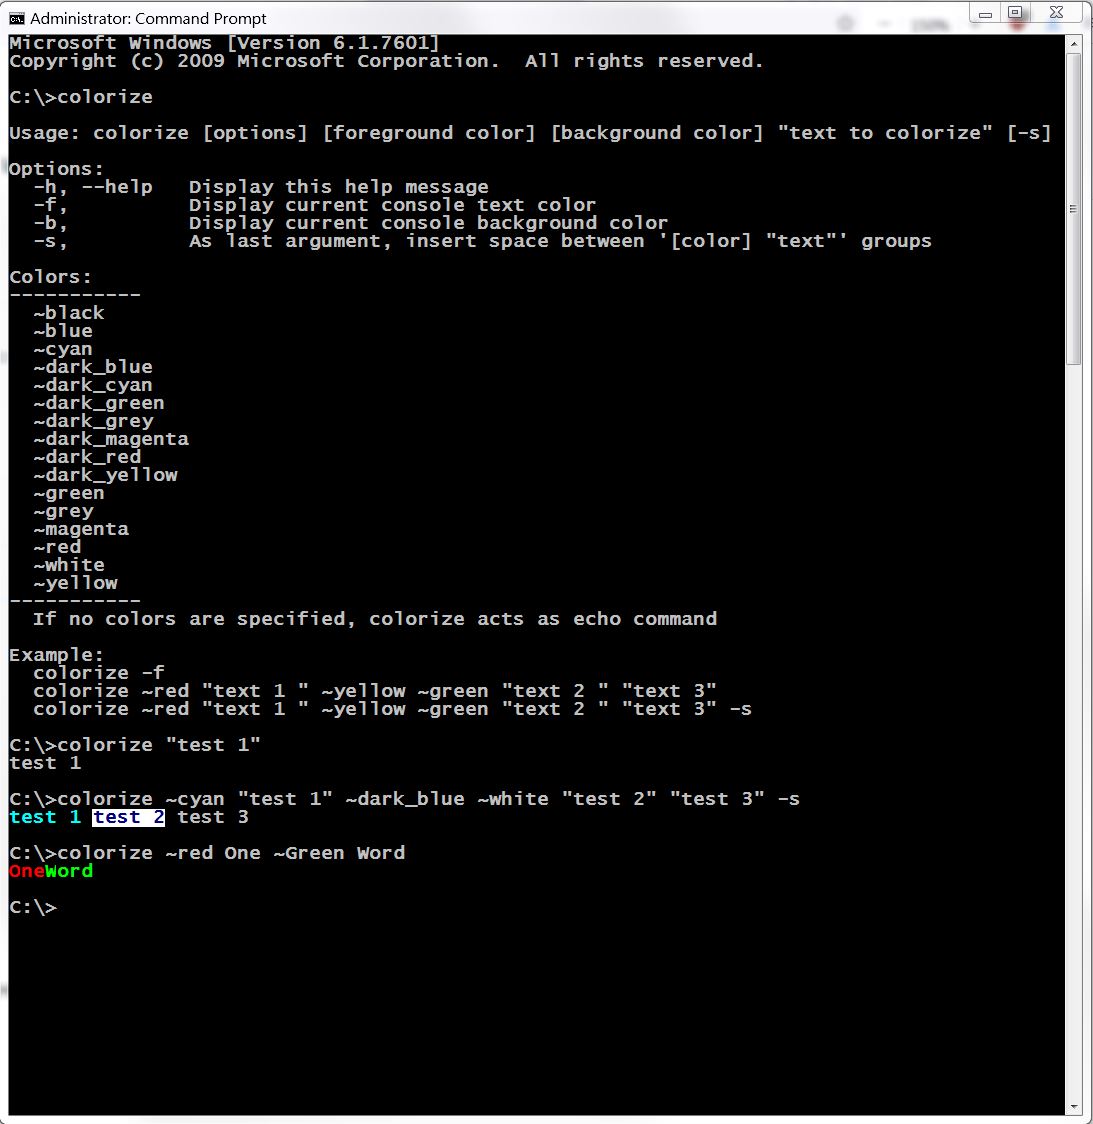 Administrator: Command Prompt
Microsoft Windows [Version 6.1.7601]
Copyright (c) 2009 Microsoft Corporation.  All rights reserved.
C:\>colorize
Usage: colorize [options] [foreground color] [background color] "text to colorize" [-s]
Options:
  -h, --help   Display this help message
  -f,          Display current console text color
  -b,          Display current console background color
  -s,          As last argument, insert space between '[color] "text"' groups
Colors:
-----------
  ~black
  ~blue
  ~cyan
  ~dark_blue
  ~dark_cyan
  ~dark_green
  ~dark_grey
  ~dark_magenta
  ~dark_red
  ~dark_yellow
  ~green
  ~grey
  ~magenta
  ~red
  ~white
  ~yellow
-----------
  If no colors are specified, colorize acts as echo command
Example:
  colorize -f
  colorize ~red "text 1 " ~yellow ~green "text 2 " "text 3"
  colorize ~red "text 1 " ~yellow ~green "text 2 " "text 3" -s
C:\>colorize "test 1"
test 1
C:\>colorize ~cyan "test 1" ~dark_blue ~white "test 2" "test 3" -s
test 1 test 2 test 3
C:\>colorize ~red One ~Green Word
OneWord
C:\>